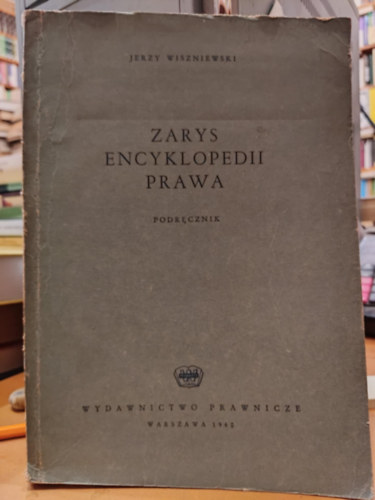 JERZY WISZNIEWSKI
ZARYS
ENCYKLOPEDII
PRAWA
PODRĘCZNIK
WYDAWNICTWO PRAWNICZE
WARSZAWA